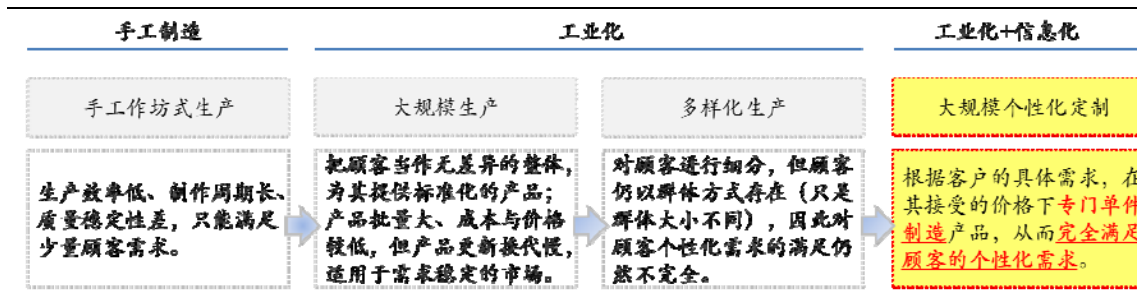 手工制造
工业化
工业化+信息化
手工作坊式生产
大规模生产
多样化生产
大规模个性化定制
生产效率低、制作周期长、
质量稳定性差，只能满足
少量顾客需求。
把顾客当作无差异的整体，
为其提供标准化的产品；
产品批量大、成本与价格
较低，但产品更新换代慢，
适用于需求稳定的市场。
对顾客进行细分，但顾客
仍以群体方式存在（只是
群体大小不同），因此对
顾客个性化需求的满足仍
然不完全。
根据客户的具体需求，在
其接受的价格下专门单件
制造产品，从而完全满足
顾客的个性化需求。